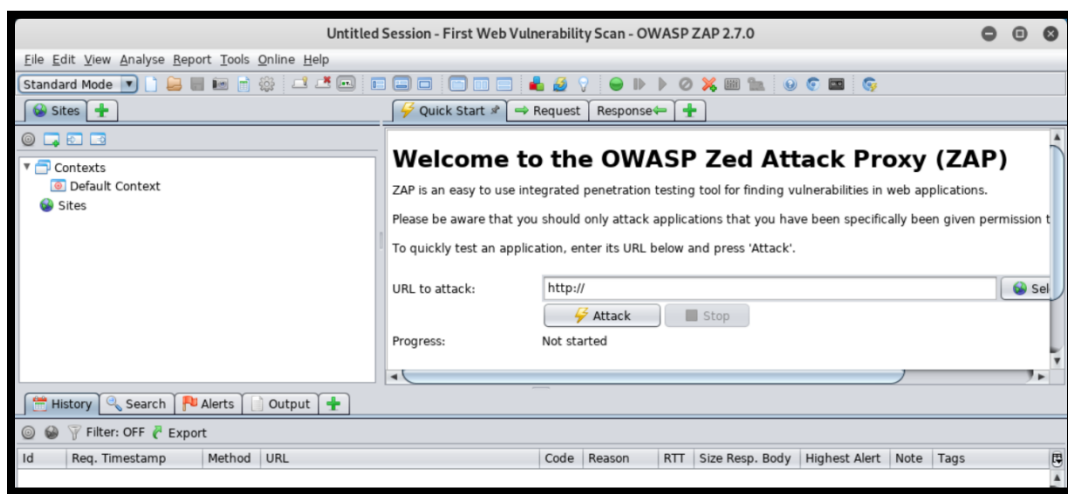 Untitled Session - First Web Vulnerability Scan - OWASP ZAP 2.7.0
File Edit View Analyse Report Tools Online Help
Standard Mode
Sites
Quick Start Request Response
Contexts
Default Context
Sites
Welcome to the OWASP Zed Attack Proxy (ZAP)
ZAP is an easy to use integrated penetration testing tool for finding vulnerabilities in web applications.
Please be aware that you should only attack applications that you have been specifically been given permission t
To quickly test an application, enter its URL below and press 'Attack'.
URL to attack: http:// Sel
Attack Stop
Progress: Not started
History Search Alerts Output
Filter: OFF Export
Id Req. Timestamp Method URL Code Reason RTT Size Resp. Body Highest Alert Note Tags